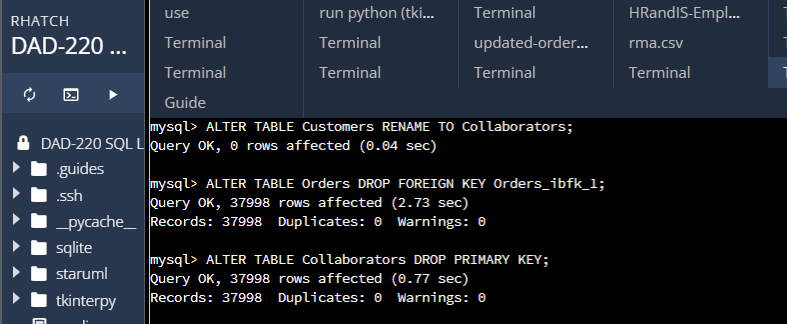 RHATCH
DAD-220 ...
use
run python (tki...
Terminal
HRandIS-Empl...
Terminal
Terminal
updated-order...
rma.csv
Terminal
Terminal
Terminal
Terminal
Guide
DAD-220 SQL L
.guides
.ssh
__pycache__
sqlite
staruml
tkinterpy
mysql> ALTER TABLE Customers RENAME TO Collaborators;
Query OK, 0 rows affected (0.04 sec)
mysql> ALTER TABLE Orders DROP FOREIGN KEY Orders_ibfk_1;
Query OK, 37998 rows affected (2.73 sec)
Records: 37998  Duplicates: 0  Warnings: 0
mysql> ALTER TABLE Collaborators DROP PRIMARY KEY;
Query OK, 37998 rows affected (0.77 sec)
Records: 37998  Duplicates: 0  Warnings: 0